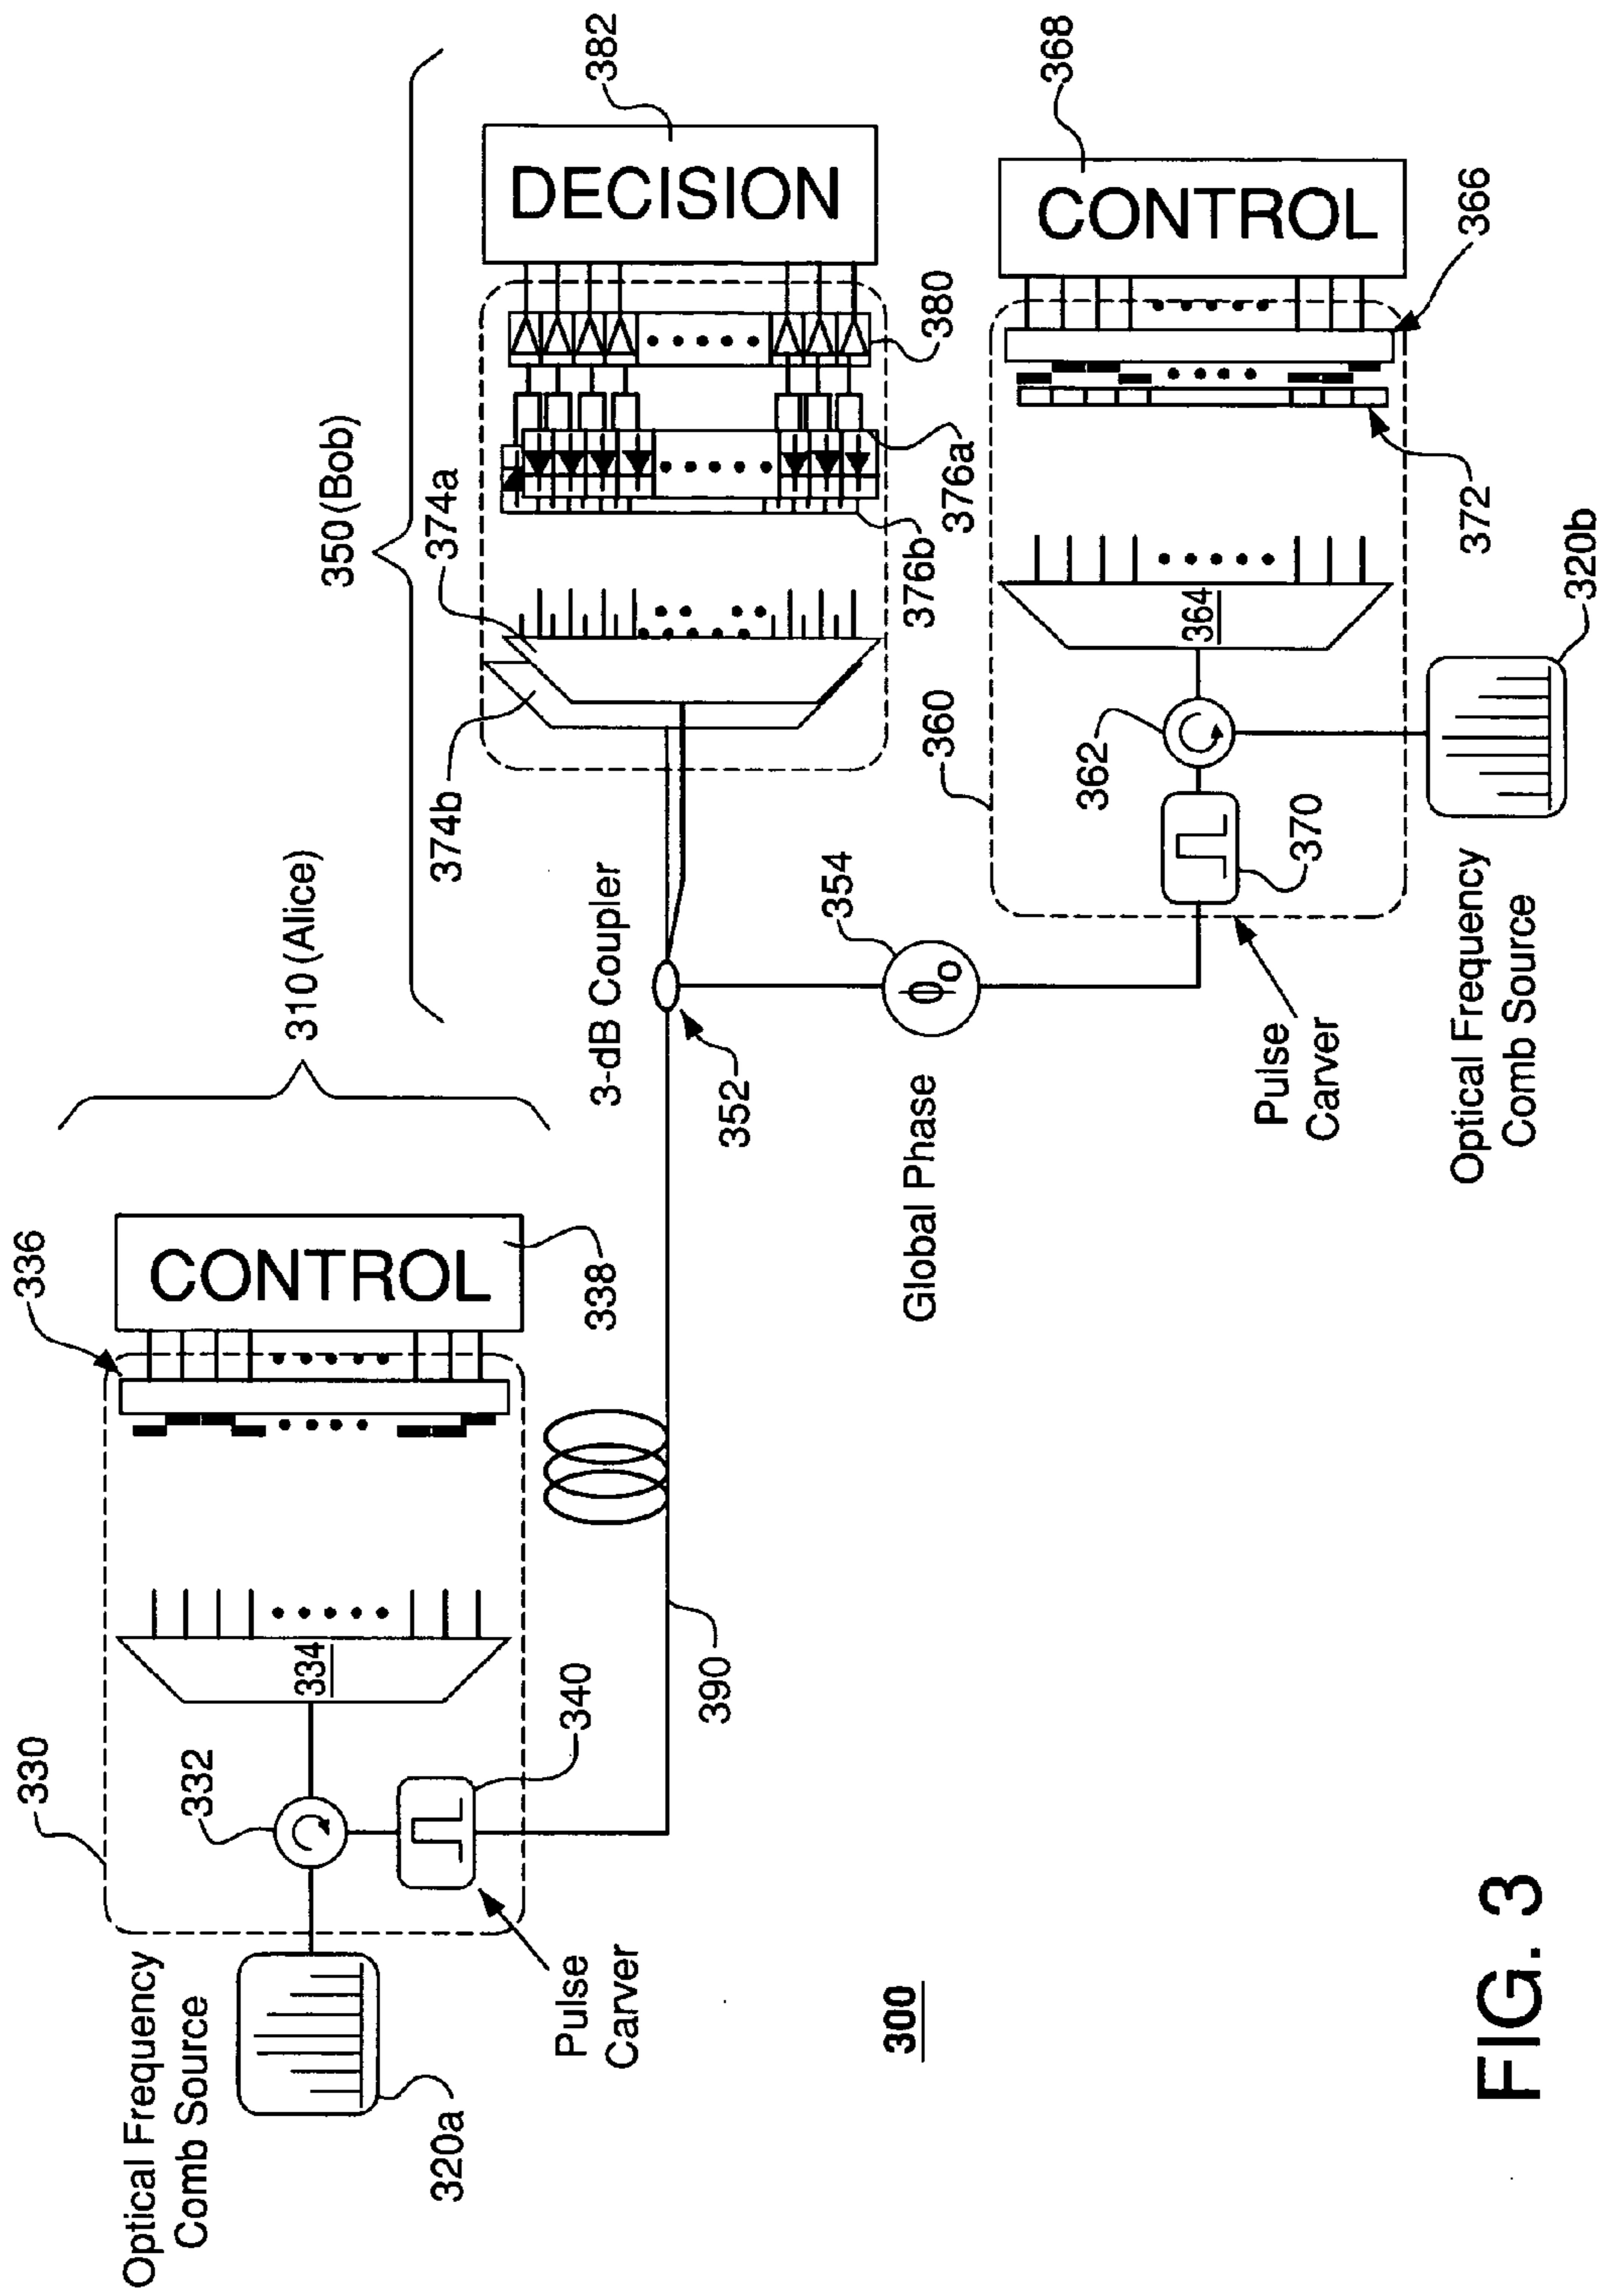 310 (Alice)
350 (Bob)
336
CONTROL
338
330
332
334
340
Pulse
Carver
Optical Frequency
Comb Source
320a
390
3-dB Coupler
352
374a
374b
376a
376b
380
DECISION
382
354
ϕ₀
Global Phase
360
362
364
370
Pulse
Carver
372
366
CONTROL
368
320b
Optical Frequency
Comb Source
300
FIG. 3